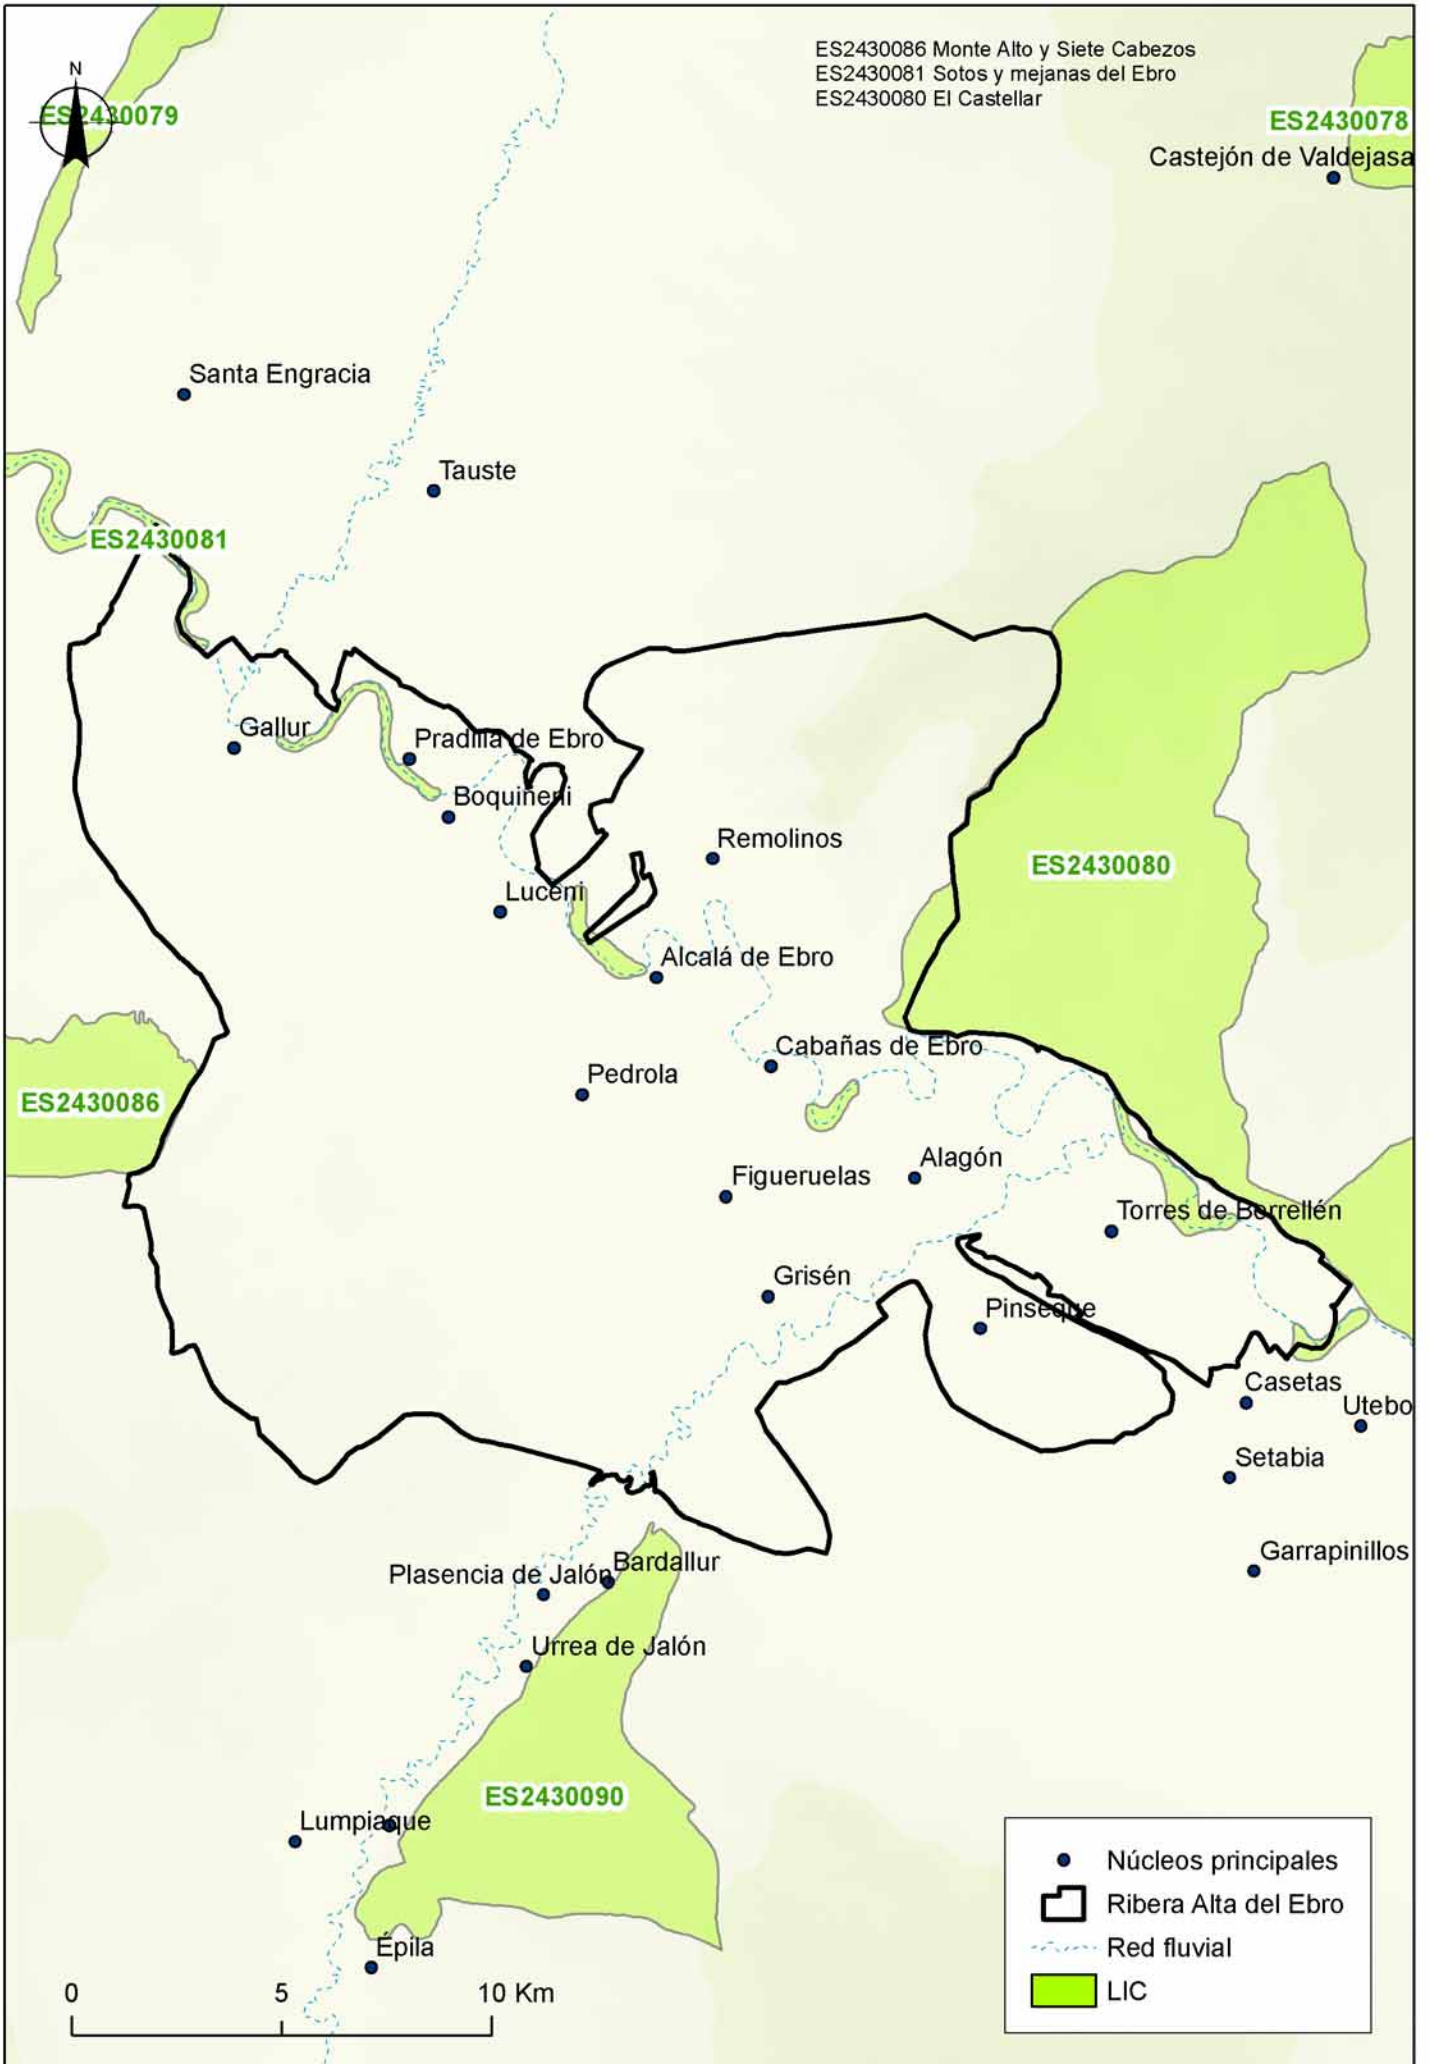 ES2430086 Monte Alto y Siete Cabezos
ES2430081 Sotos y mejanas del Ebro
ES2430080 El Castellar
N
ES2430079
ES2430078
Castejón de Valdejasa
Santa Engracia
Tauste
ES2430081
Gallur
Pradilla de Ebro
Boquiñeni
Remolinos
ES2430080
Luceni
Alcalá de Ebro
Cabañas de Ebro
Pedrola
ES2430086
Alagón
Figueruelas
Torres de Berrellén
Grisén
Pinseque
Casetas
Utebo
Setabia
Garrapinillos
Bardallur
Plasencia de Jalón
Urrea de Jalón
ES2430090
Lumpiaque
Épila
0 5 10 Km
Núcleos principales
Ribera Alta del Ebro
Red fluvial
LIC